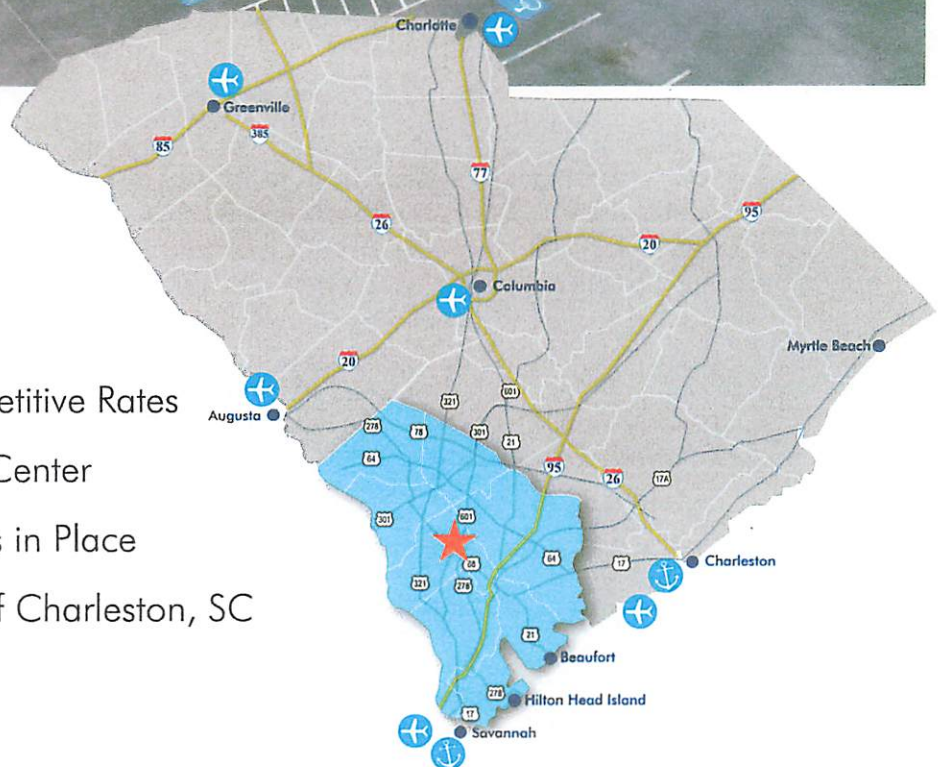 Charlotte
Greenville
85
385
77
26
95
20
Columbia
Myrtle Beach
20
etitive Rates
Augusta
321
601
278
78
301
21
Center
64
95
26
17A
301
601
s in Place
68
64
17
Charleston
321
278
f Charleston, SC
21
Beaufort
278
Hilton Head Island
17
Savannah